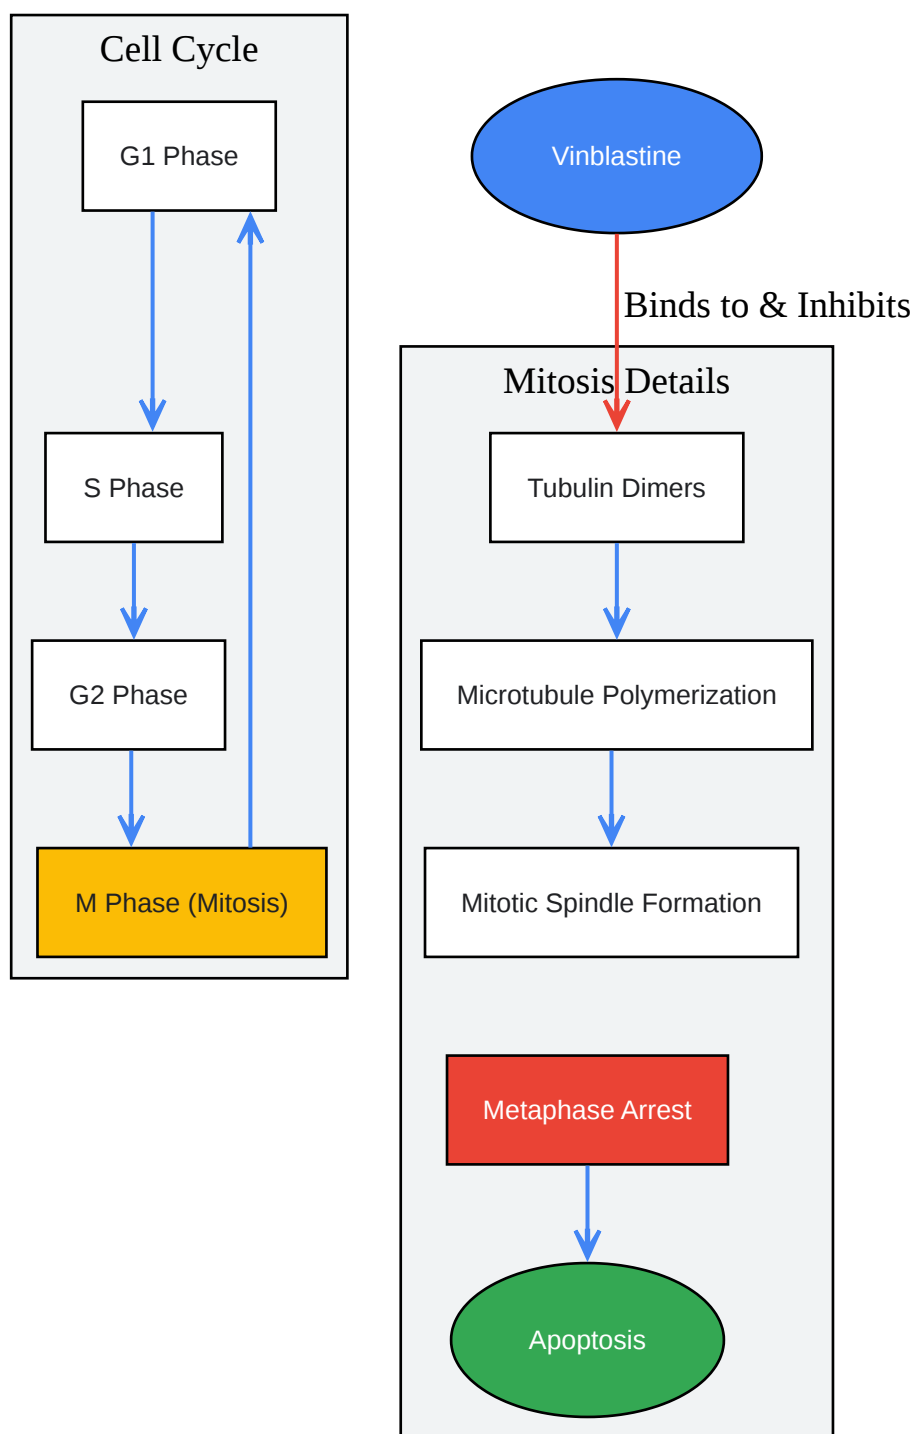 Cell Cycle
G1 Phase
S Phase
G2 Phase
M Phase (Mitosis)
Vinblastine
Binds to & Inhibits
Mitosis Details
Tubulin Dimers
Microtubule Polymerization
Mitotic Spindle Formation
Metaphase Arrest
Apoptosis